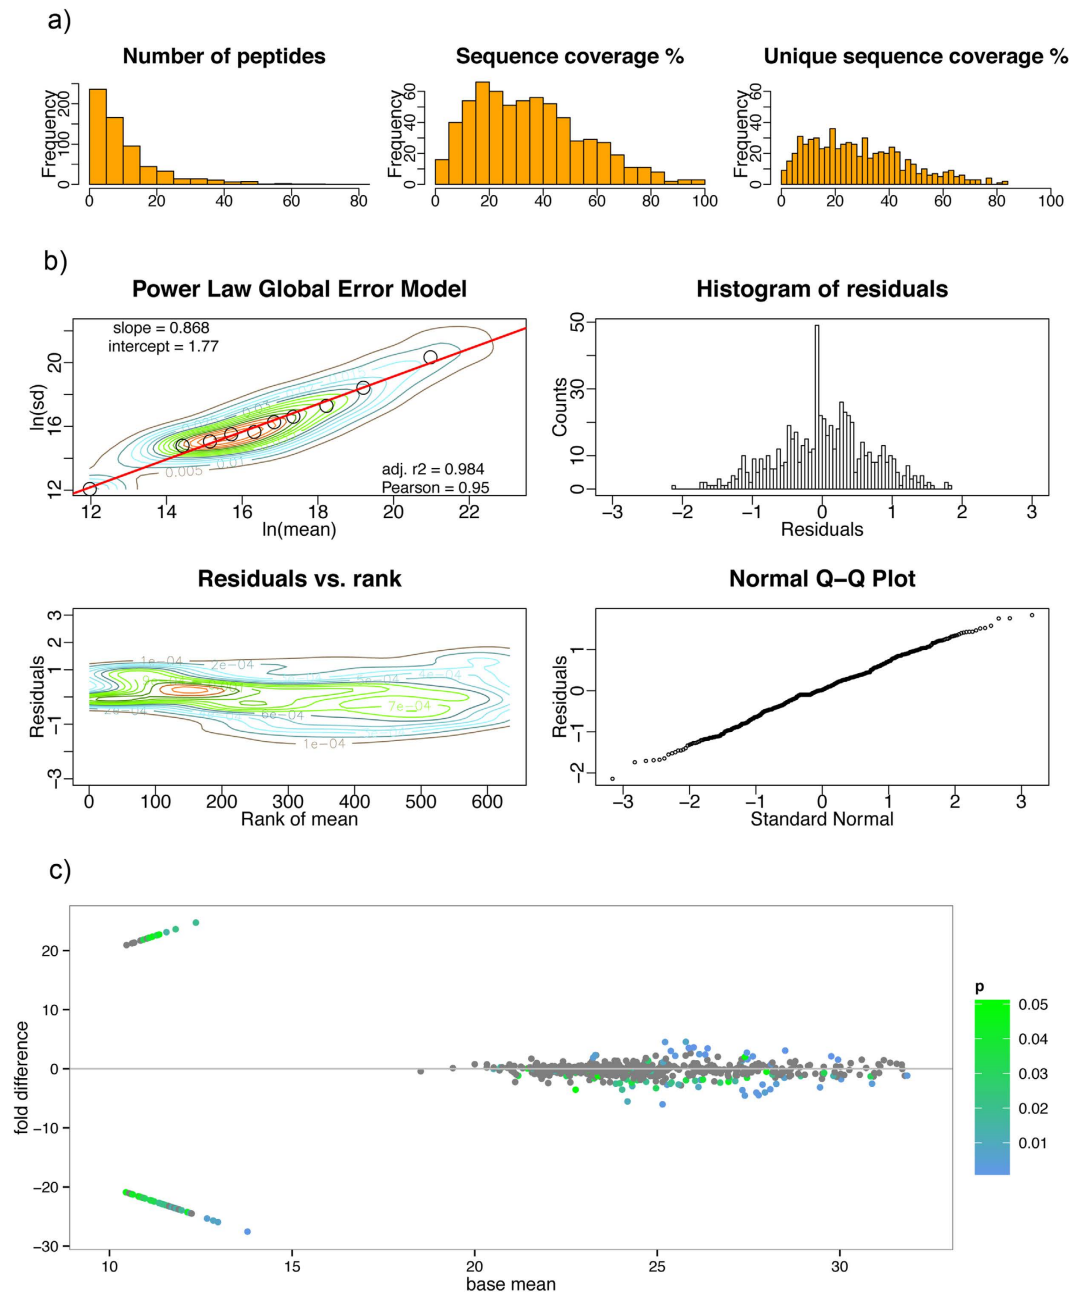 a)
Number of peptides
Sequence coverage %
Unique sequence coverage %
Frequency
0 100 200
0 20 40 60 80
Frequency
0 20 40 60
0 20 40 60 80 100
Frequency
0 20 40 60
0 20 40 60 80 100
b)
Power Law Global Error Model
slope = 0.868
intercept = 1.77
adj. r2 = 0.984
Pearson = 0.95
0.005 0.01
ln(sd)
12 16 20
12 14 16 18 20 22
ln(mean)
Histogram of residuals
Counts
0 10 30 50
−3 −2 −1 0 1 2 3
Residuals
Residuals vs. rank
Residuals
−3 −1 1 2 3
1e−04 2e−04
7e−04
6e−04
1e−04
0 100 200 300 400 500 600
Rank of mean
Normal Q−Q Plot
Residuals
−2 −1 0 1
−3 −2 −1 0 1 2 3
Standard Normal
c)
fold difference
20
10
0
−10
−20
−30
10 15 20 25 30
base mean
p
0.05
0.04
0.03
0.02
0.01